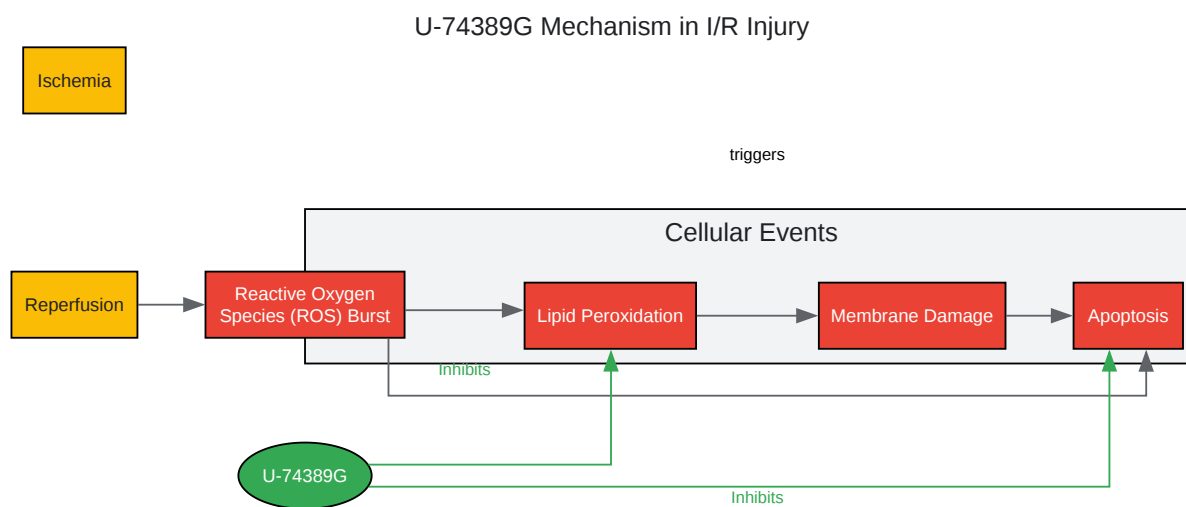 U-74389G Mechanism in I/R Injury
Ischemia
triggers
Cellular Events
Reperfusion
Reactive Oxygen
Species (ROS) Burst
Lipid Peroxidation
Membrane Damage
Apoptosis
Inhibits
U-74389G
Inhibits